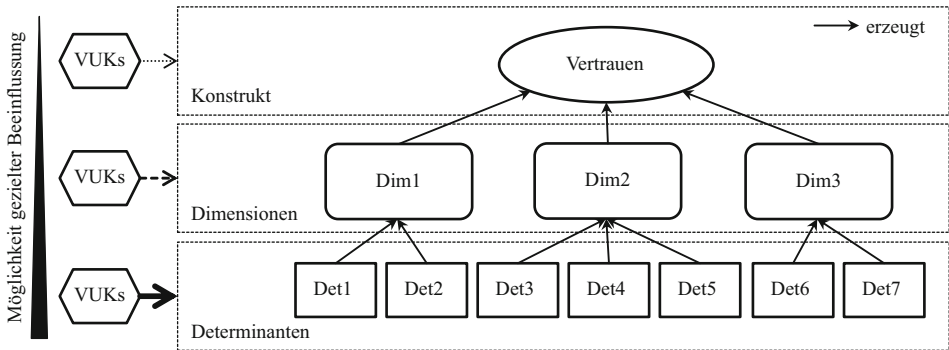 Möglichkeit gezielter Beeinflussung
VUKs
erzeugt
Vertrauen
Konstrukt
VUKs
Dim1
Dim2
Dim3
Dimensionen
VUKs
Det1
Det2
Det3
Det4
Det5
Det6
Det7
Determinanten